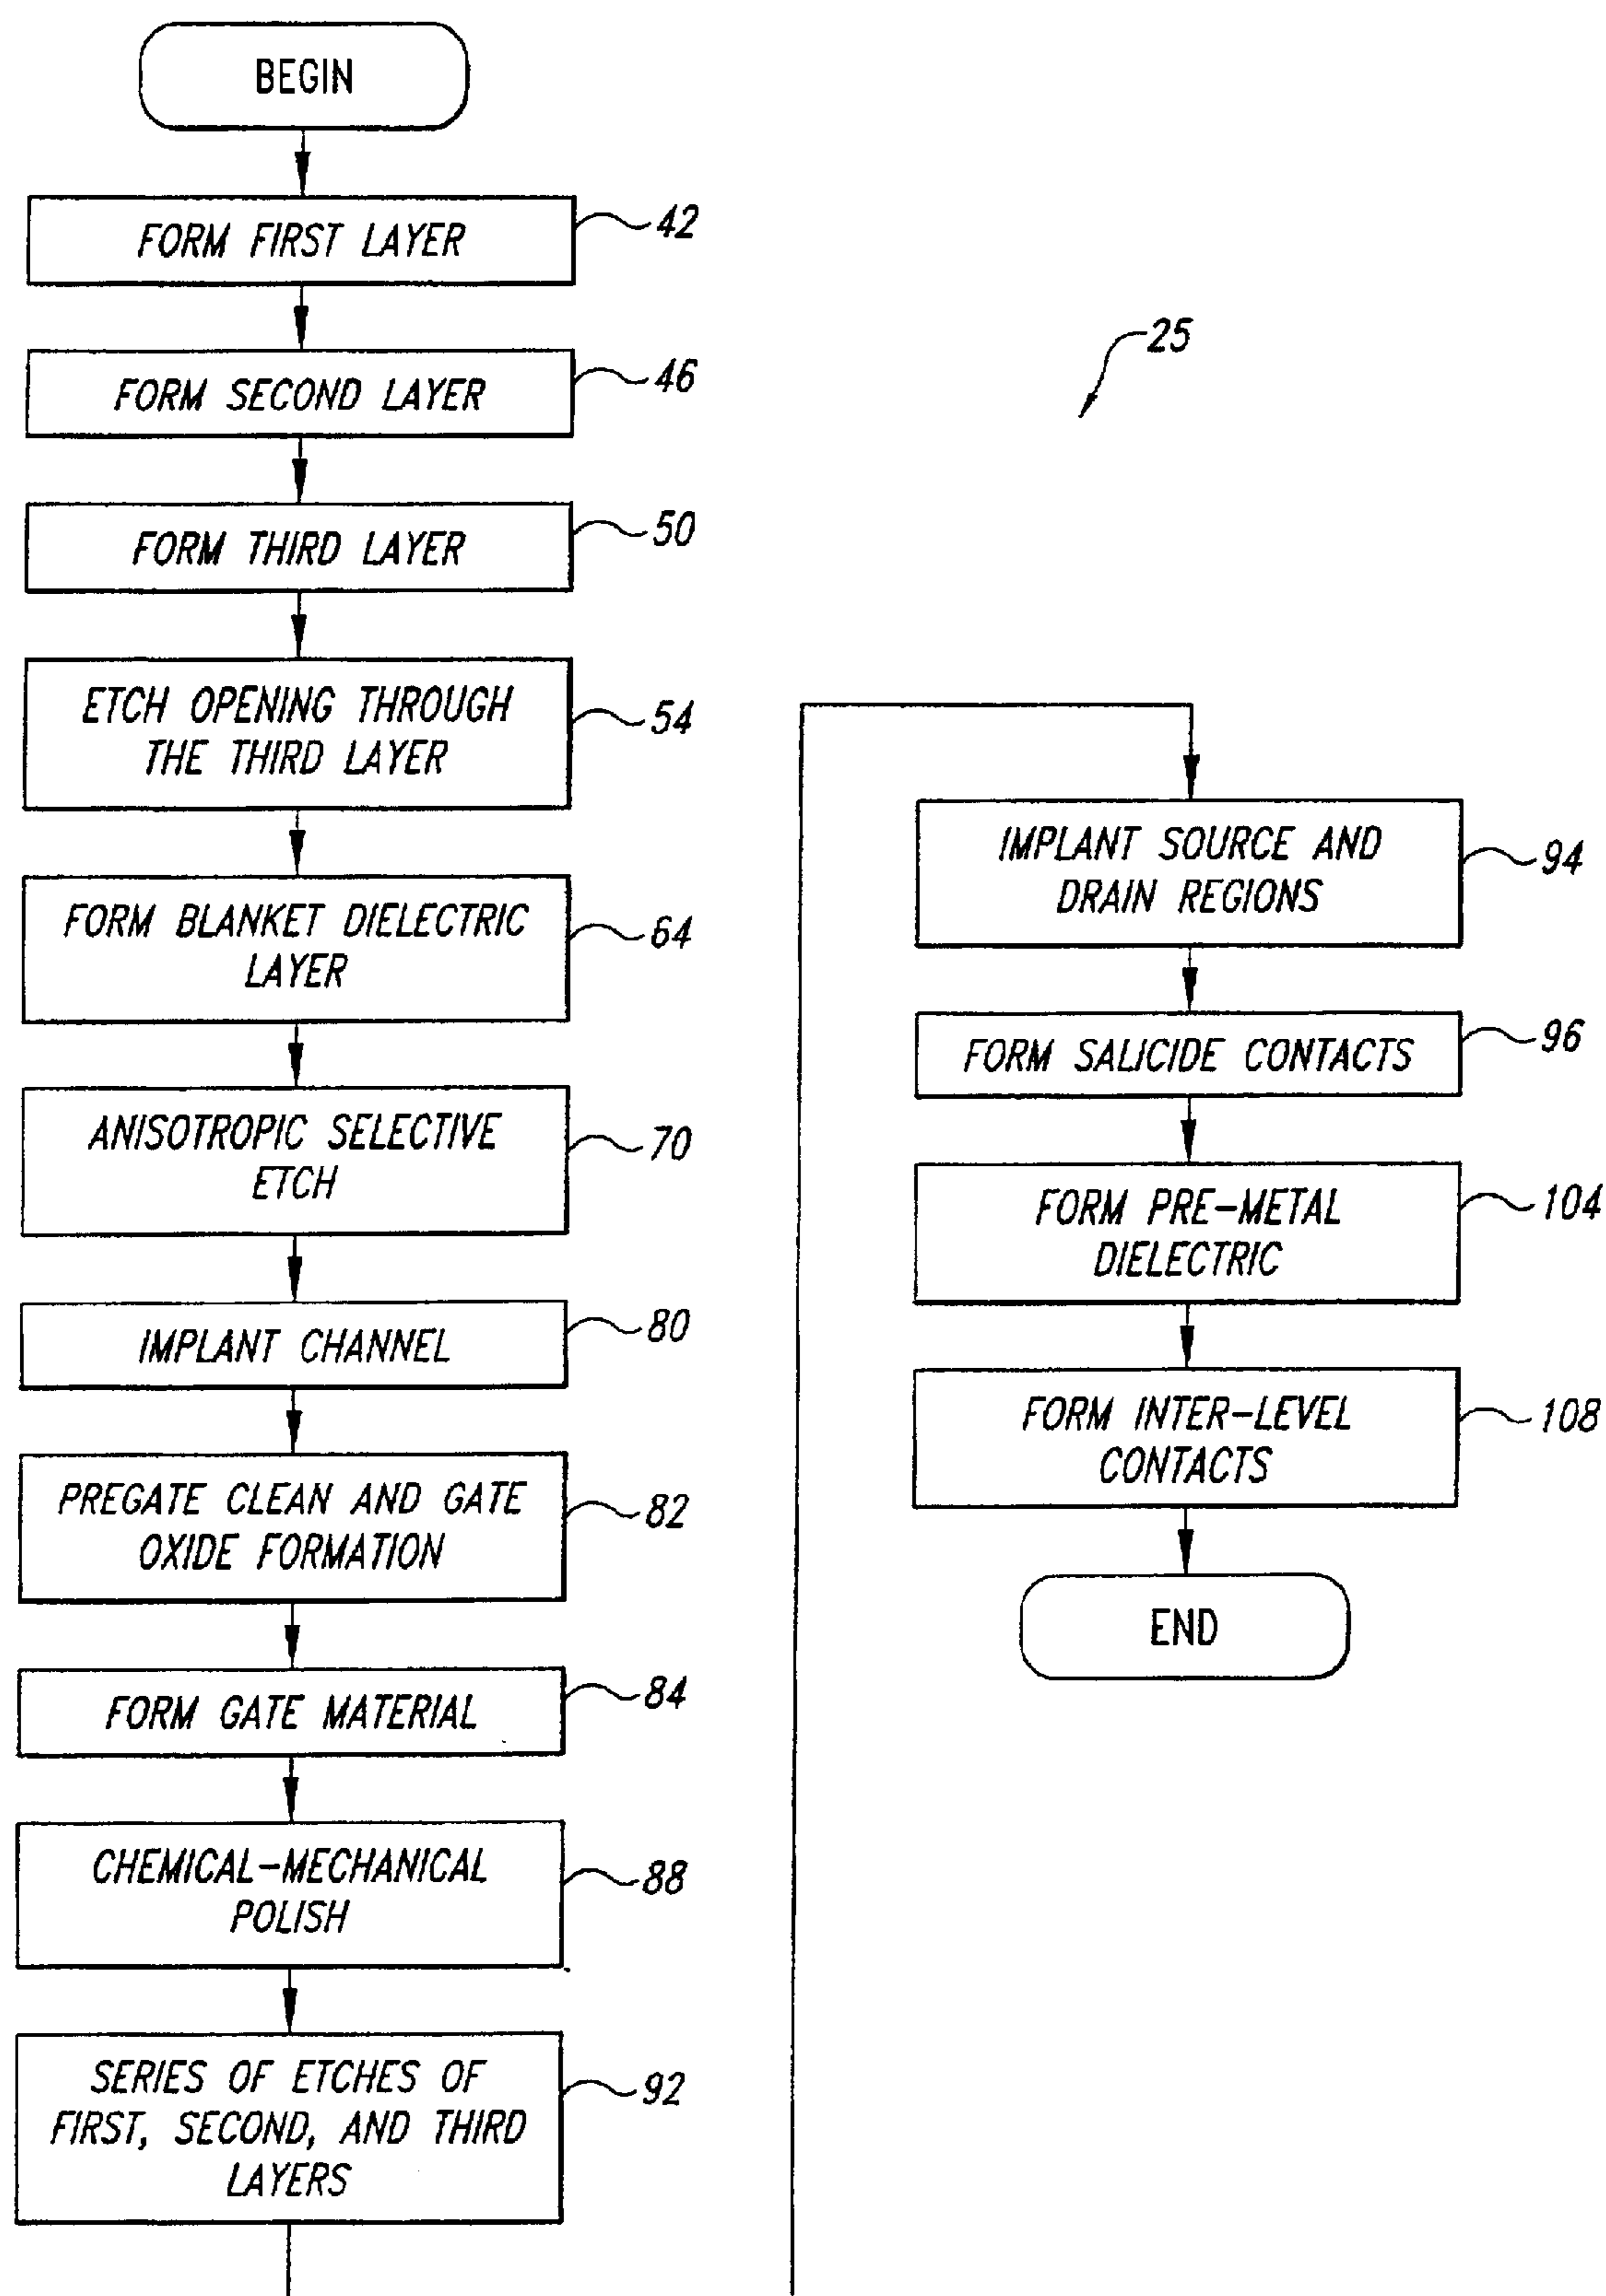 BEGIN
FORM FIRST LAYER
42
FORM SECOND LAYER
46
FORM THIRD LAYER
50
ETCH OPENING THROUGH
THE THIRD LAYER
54
FORM BLANKET DIELECTRIC
LAYER
64
ANISOTROPIC SELECTIVE
ETCH
70
IMPLANT CHANNEL
80
PREGATE CLEAN AND GATE
OXIDE FORMATION
82
FORM GATE MATERIAL
84
CHEMICAL-MECHANICAL
POLISH
88
SERIES OF ETCHES OF
FIRST, SECOND, AND THIRD
LAYERS
92
25
IMPLANT SOURCE AND
DRAIN REGIONS
94
FORM SALICIDE CONTACTS
96
FORM PRE-METAL
DIELECTRIC
104
FORM INTER-LEVEL
CONTACTS
108
END